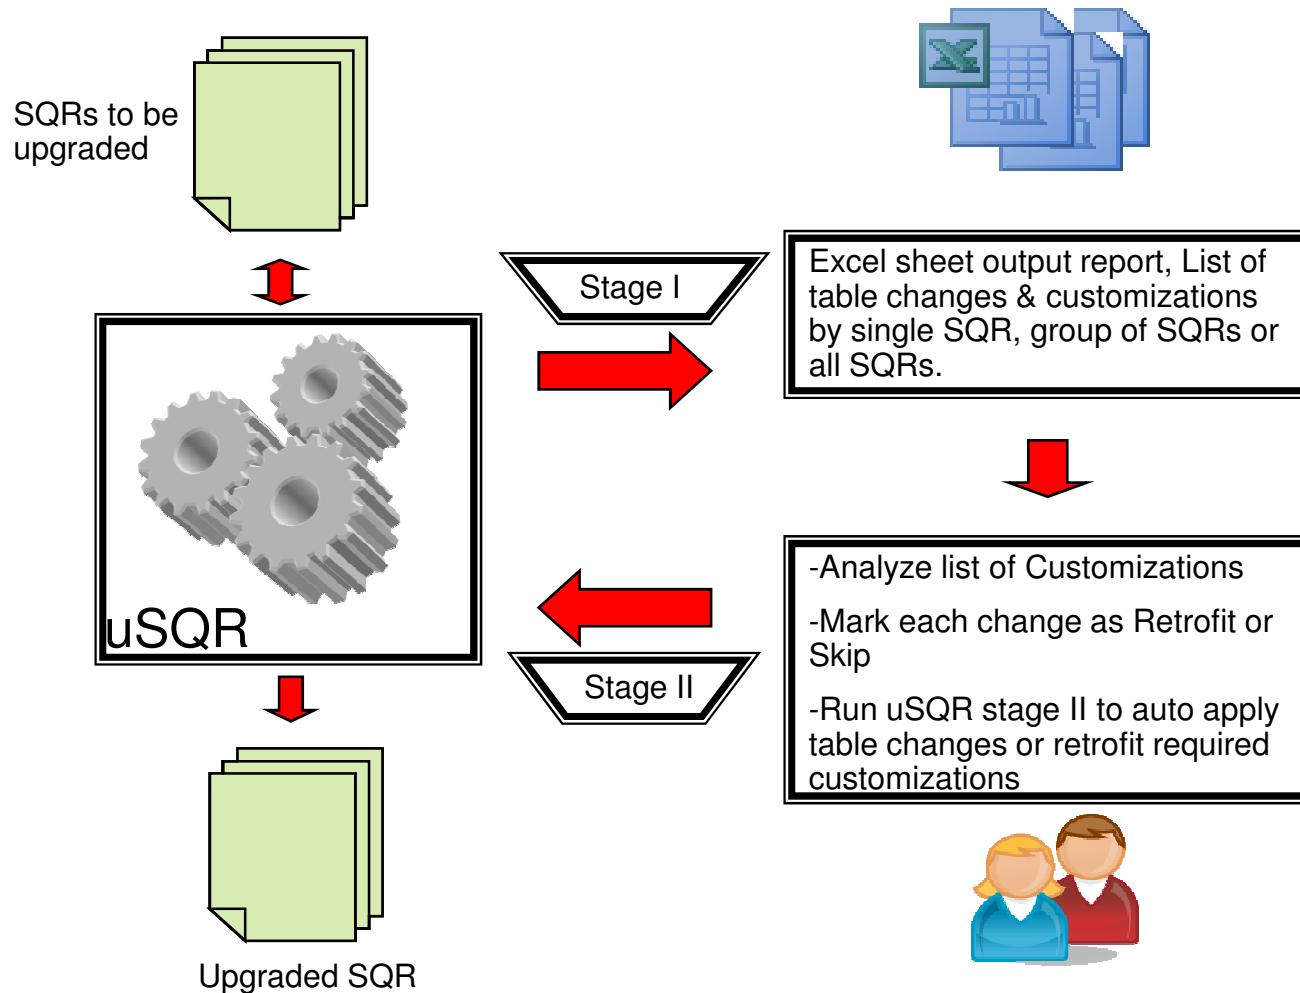 SQRs to be
upgraded
Stage I
Excel sheet output report, List of
table changes & customizations
by single SQR, group of SQRs or
all SQRs.
uSQR
Stage II
-Analyze list of Customizations
-Mark each change as Retrofit or
Skip
-Run uSQR stage II to auto apply
table changes or retrofit required
customizations
Upgraded SQR